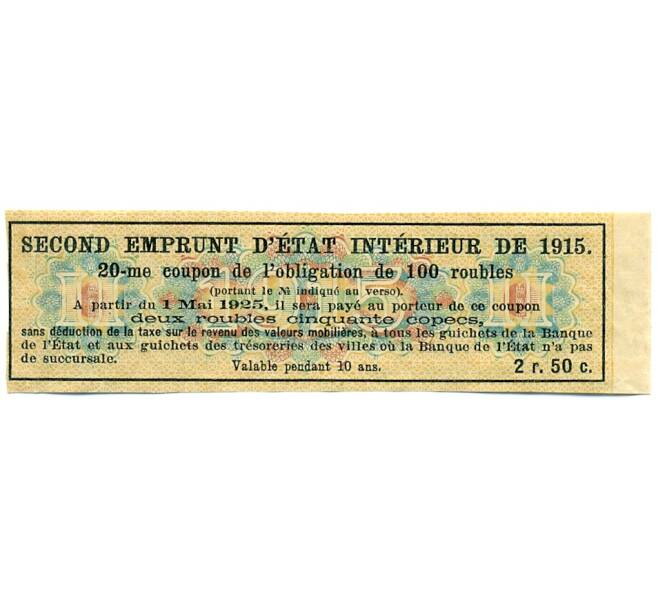 SECOND EMPRUNT D'ÉTAT INTÉRIEUR DE 1915.
20-me coupon de l'obligation de 100 roubles
(portant le № indiqué au verso).
A partir du 1 Mai 1925, il sera payé au porteur de ce coupon
deux roubles cinquante copecs,
sans déduction de la taxe sur le revenu des valeurs mobilières, à tous les guichets de la Banque
de l'État et aux guichets des trésoreries des villes où la Banque de l'État n'a pas
de succursale.
Valable pendant 10 ans.
2 r. 50 c.